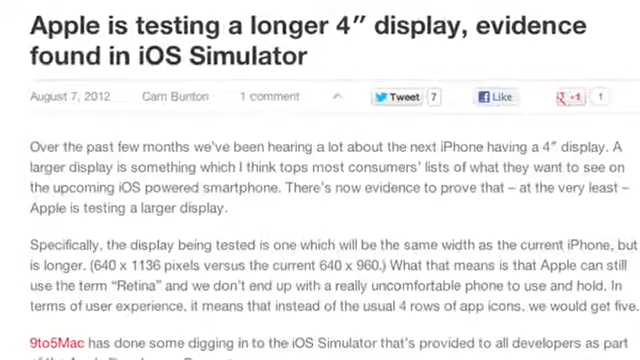 Apple is testing a longer 4″ display, evidence
found in iOS Simulator
August 7, 2012 Cam Bunton 1 comment Tweet 7 Like +1 1
Over the past few months we've been hearing a lot about the next iPhone having a 4″ display. A
larger display is something which I think tops most consumers' lists of what they want to see on
the upcoming iOS powered smartphone. There's now evidence to prove that – at the very least –
Apple is testing a larger display.
Specifically, the display being tested is one which will be the same width as the current iPhone, but
is longer. (640 x 1136 pixels versus the current 640 x 960.) What that means is that Apple can still
use the term “Retina” and we don't end up with a really uncomfortable phone to use and hold. In
terms of user experience, it means that instead of the usual 4 rows of app icons, we would get five.
9to5Mac has done some digging in to the iOS Simulator that's provided to all developers as part